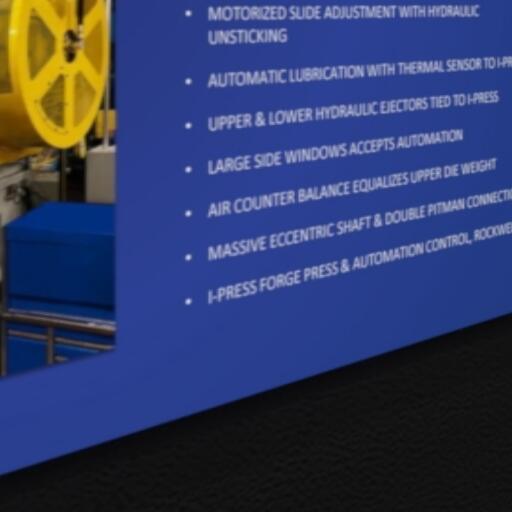 • MOTORIZED SLIDE ADJUSTMENT WITH HYDRAULIC
UNSTICKING
• AUTOMATIC LUBRICATION WITH THERMAL SENSOR TO
• UPPER & LOWER HYDRAULIC EJECTORS TIED TO I-PRESS
• LARGE SIDE WINDOWS ACCEPTS AUTOMATION
• AIR COUNTER BALANCE EQUALIZES UPPER DIE WEIGHT
• MASSIVE ECCENTRIC SHAFT & DOUBLE PITMAN
• I-PRESS FORGE PRESS & AUTOMATION CONTROL,